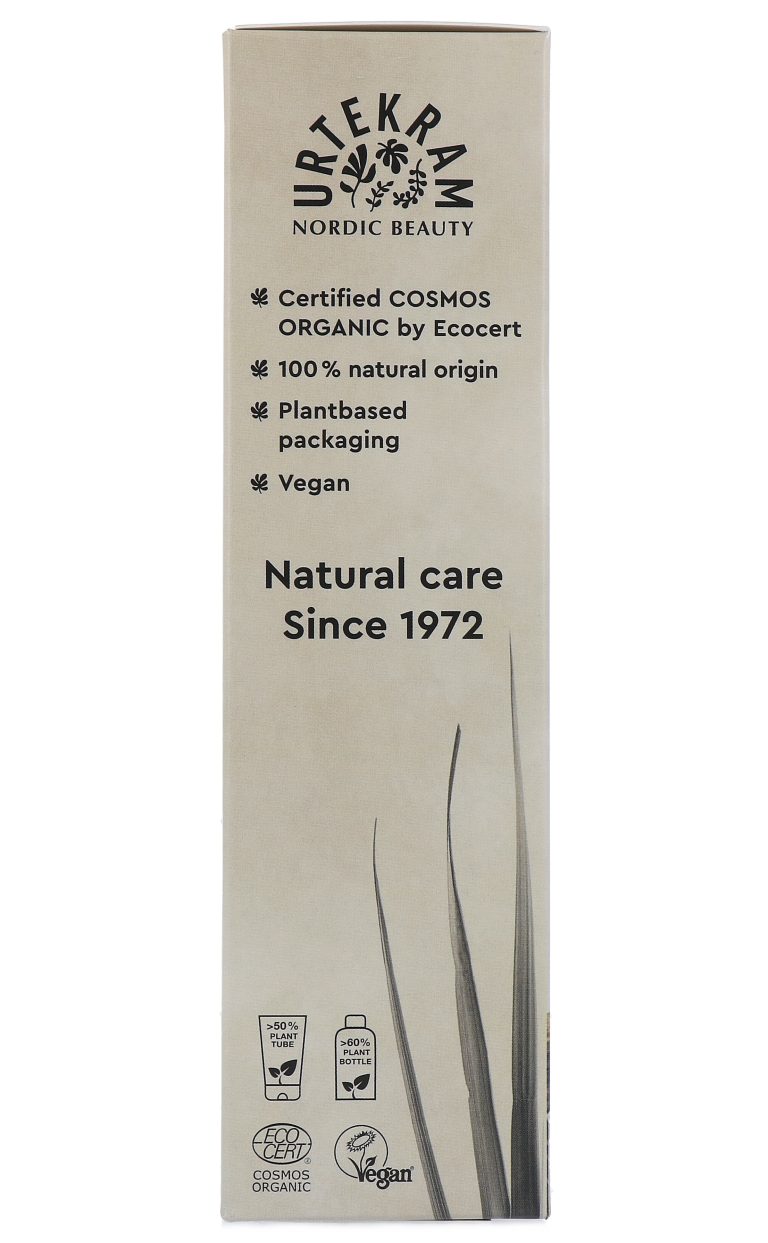 URTEKRAM
NORDIC BEAUTY
Certified COSMOS
ORGANIC by Ecocert
100 % natural origin
Plantbased
packaging
Vegan
Natural care
Since 1972
>50%
PLANT
TUBE
>60%
PLANT
BOTTLE
ECO
CERT®
COSMOS
ORGANIC
Vegan